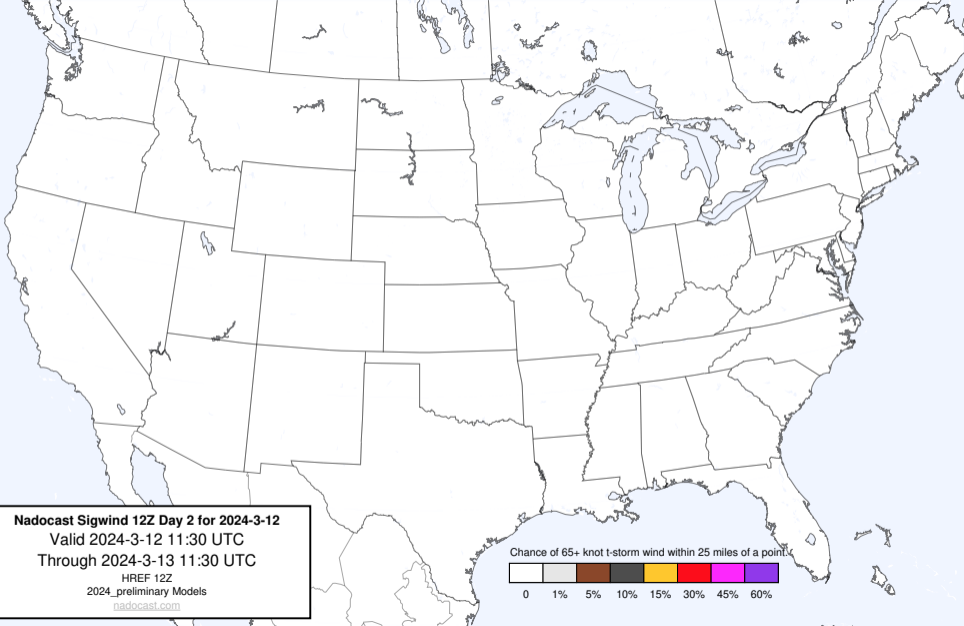 Nadocast Sigwind 12Z Day 2 for 2024-3-12
Valid 2024-3-12 11:30 UTC
Through 2024-3-13 11:30 UTC
HREF 12Z
2024_preliminary Models
nadocast.com
Chance of 65+ knot t-storm wind within 25 miles of a point.
0 1% 5% 10% 15% 30% 45% 60%